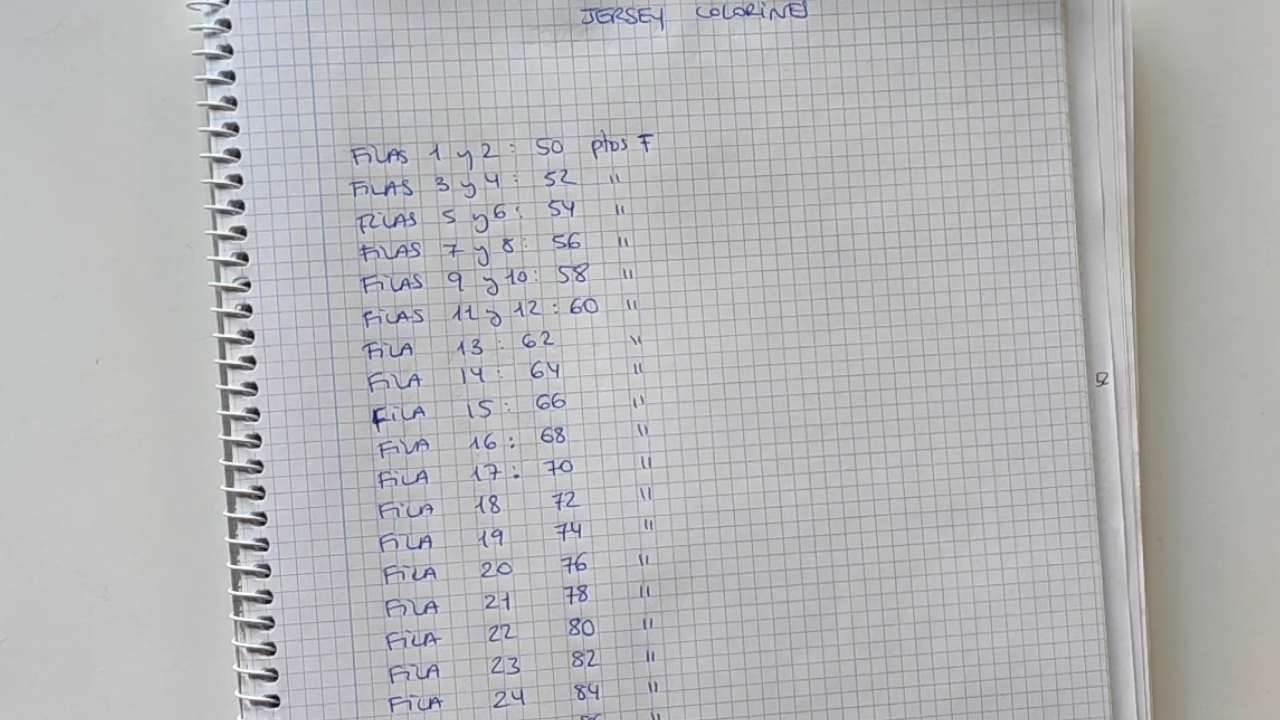 JERSEY COLORINES
FILAS 1 y 2 : 50 ptos F
FILAS 3 y 4 : 52 "
FILAS 5 y 6 : 54 "
FILAS 7 y 8 : 56 "
FILAS 9 y 10 : 58 "
FILAS 11 y 12 : 60 "
FILA 13 : 62 "
FILA 14 : 64 "
FILA 15 : 66 "
FILA 16 : 68 "
FILA 17 : 70 "
FILA 18 72 "
FILA 19 74 "
FILA 20 76 "
FILA 21 78 "
FILA 22 80 "
FILA 23 82 "
FILA 24 84 "